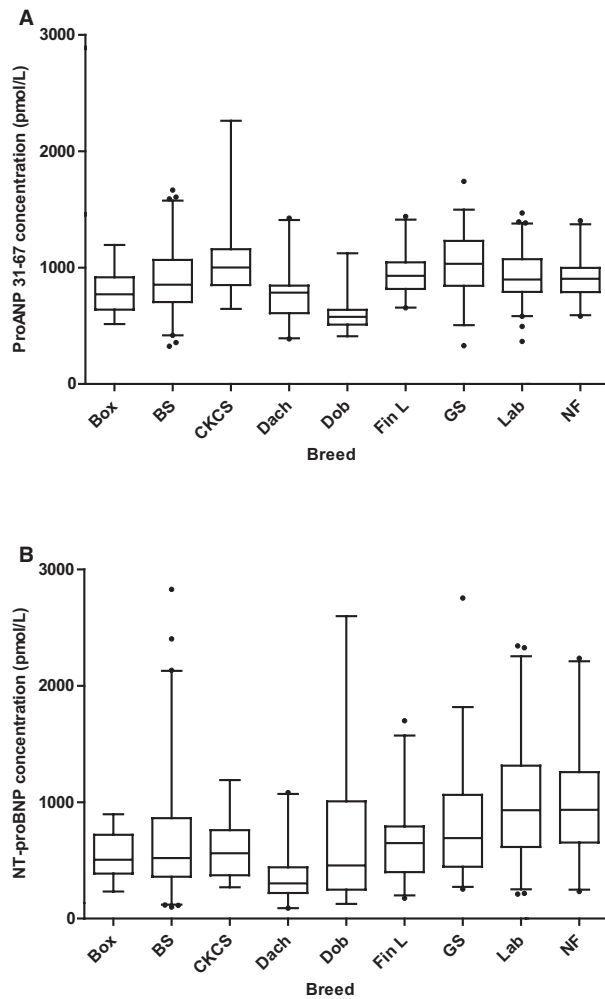 A
ProANP 31-67 concentration (pmol/L)
3000
2000
1000
0
Box
BS
CKCS
Dach
Dob
Fin L
GS
Lab
NF
Breed
B
NT-proBNP concentration (pmol/L)
3000
2000
1000
0
Box
BS
CKCS
Dach
Dob
Fin L
GS
Lab
NF
Breed